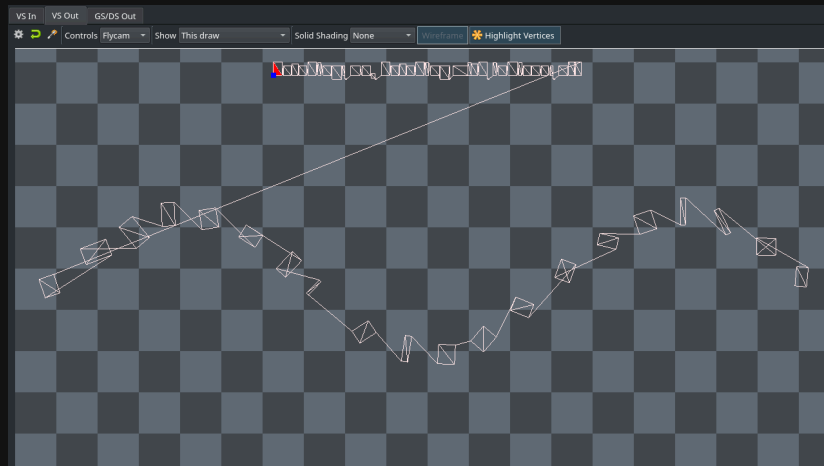 VS In VS Out GS/DS Out
Controls Flycam Show This draw Solid Shading None Wireframe Highlight Vertices